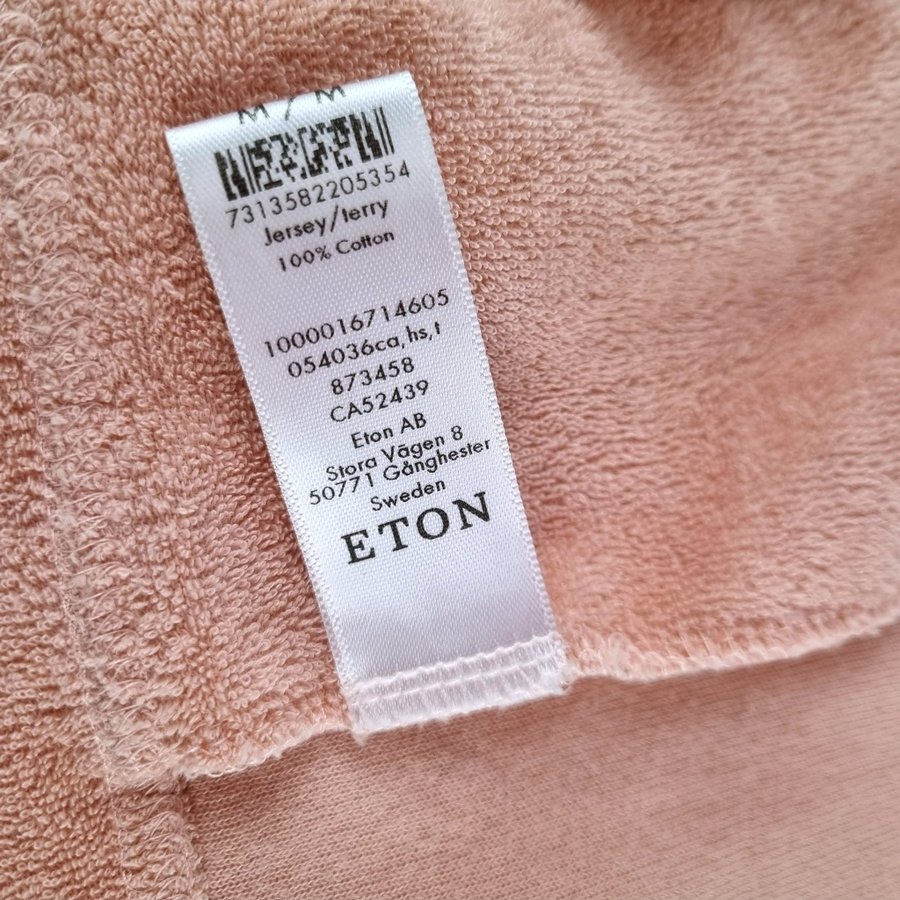 M / M
7313582205354
Jersey/terry
100% Cotton
1000016714605
054036ca,hs,t
873458
CA52439
Eton AB
Stora Vägen 8
50771 Gånghester
Sweden
ETON